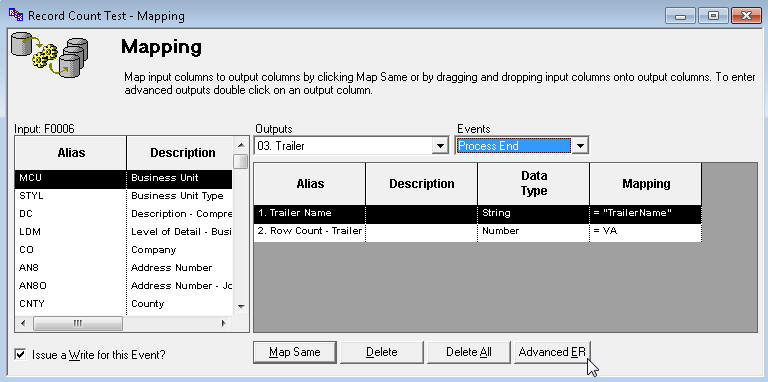 Record Count Test - Mapping
Mapping
Map input columns to output columns by clicking Map Same or by dragging and dropping input columns onto output columns. To enter
advanced outputs double click on an output column.
Input: F0006
Outputs
Events
03. Trailer
Process End
Alias Description
MCU Business Unit
STYL Business Unit Type
DC Description - Compre
LDM Level of Detail - Busi
CO Company
AN8 Address Number
AN8O Address Number - Jo
CNTY County
Alias Description Data Type Mapping
1. Trailer Name String = "TrailerName"
2. Row Count - Trailer Number = VA
Issue a Write for this Event?
Map Same
Delete
Delete All
Advanced ER